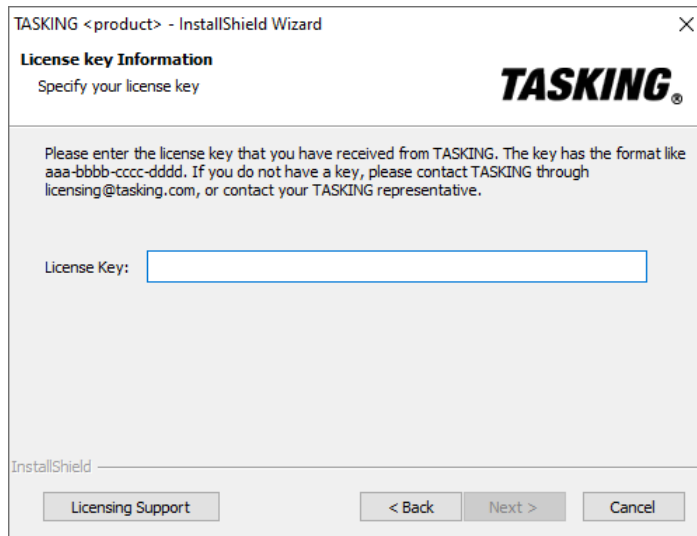 TASKING <product> - InstallShield Wizard
License key Information
Specify your license key
TASKING®
Please enter the license key that you have received from TASKING. The key has the format like
aaa-bbbb-cccc-dddd. If you do not have a key, please contact TASKING through
licensing@tasking.com, or contact your TASKING representative.
License Key:
InstallShield
Licensing Support
< Back
Next >
Cancel